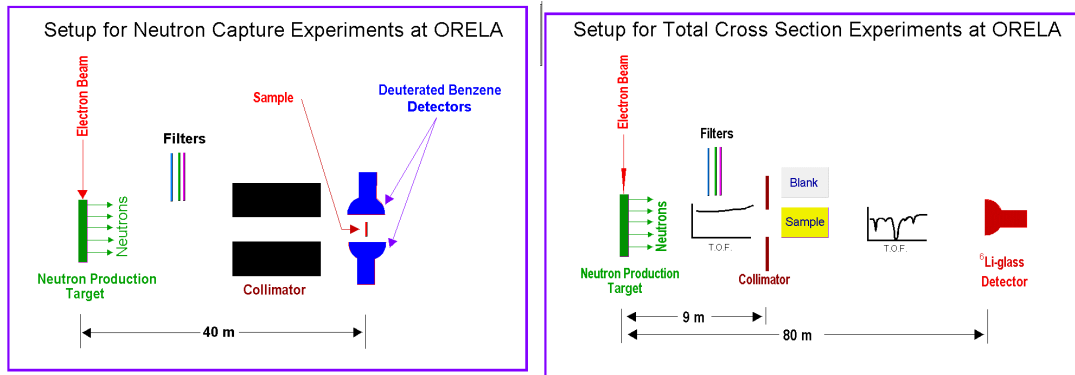 Setup for Neutron Capture Experiments at ORELA
Electron Beam
Sample
Deuterated Benzene
Detectors
Filters
Neutrons
Neutron Production
Target
Collimator
40 m
Setup for Total Cross Section Experiments at ORELA
Electron Beam
Filters
Blank
Sample
Neutrons
T.O.F.
T.O.F.
Neutron Production
Target
Collimator
⁶Li-glass
Detector
9 m
80 m